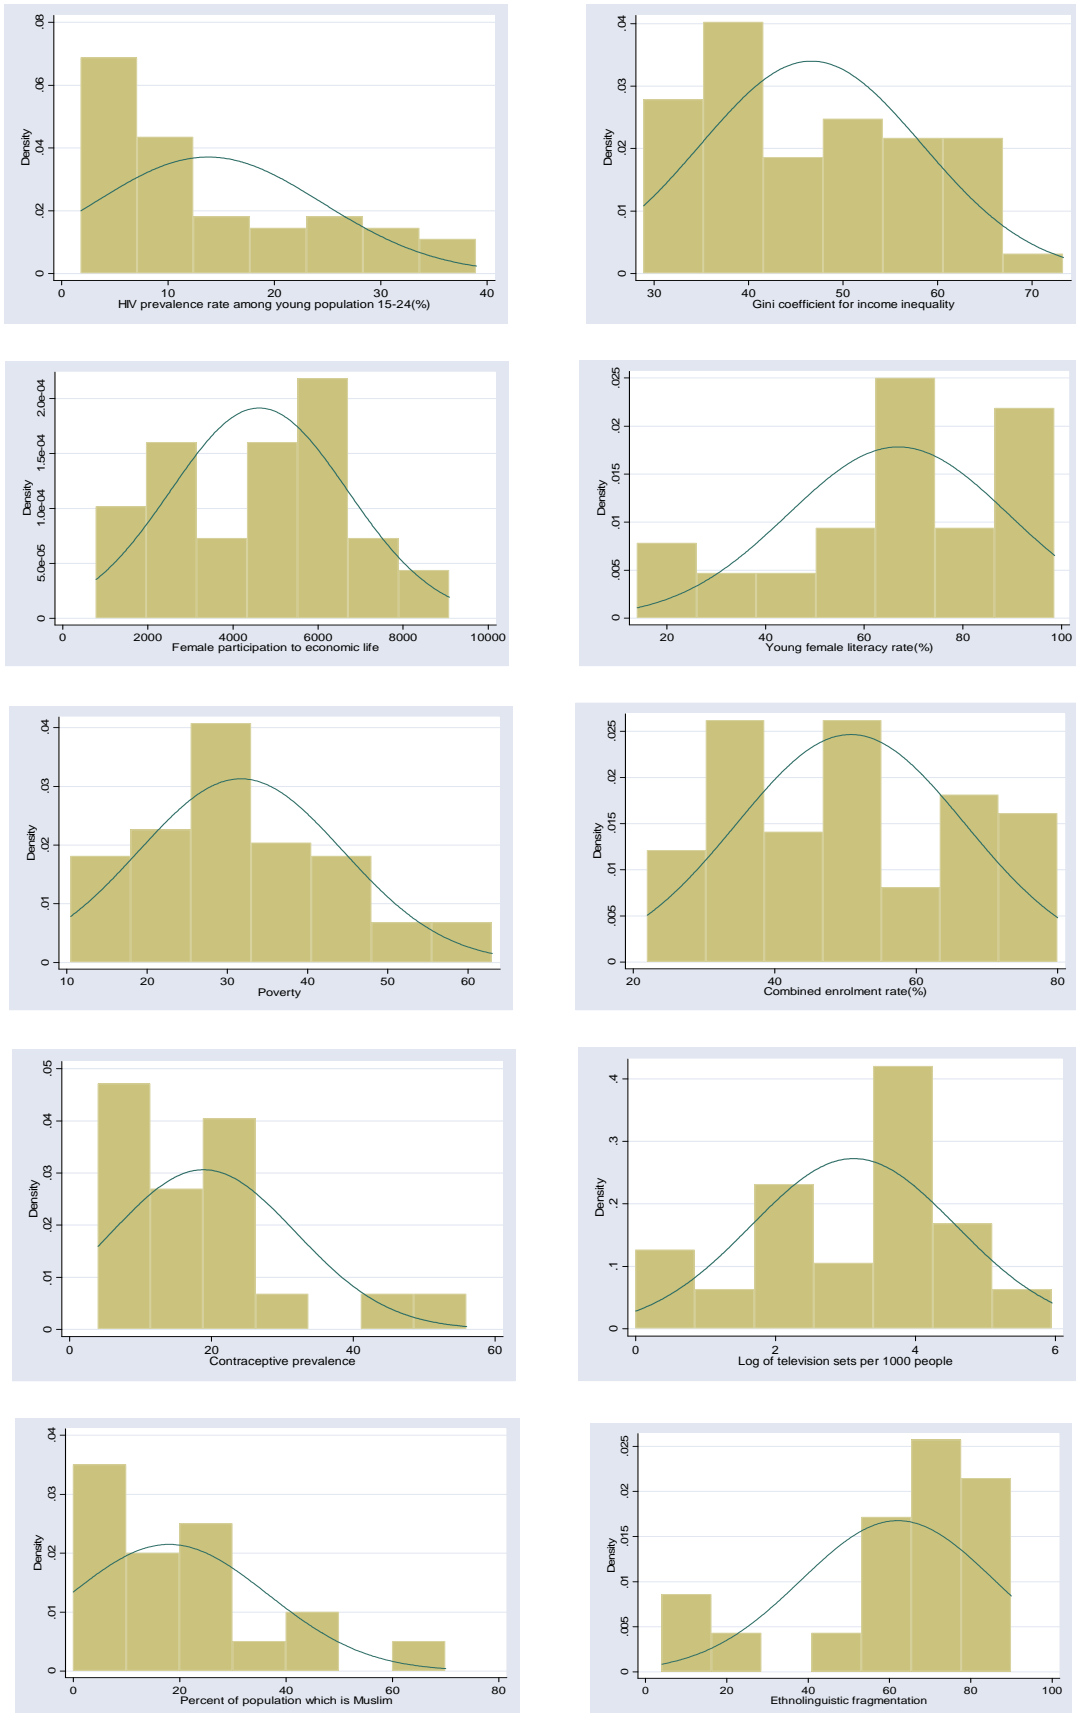 Density
0 .02 .04 .06 .08
0 10 20 30 40
HIV prevalence rate among young population 15-24(%)
Density
0 .01 .02 .03 .04
30 40 50 60 70
Gini coefficient for income inequality
Density
0 5.0e-05 1.0e-04 1.5e-04 2.0e-04
0 2000 4000 6000 8000 10000
Female participation to economic life
Density
0 .005 .01 .015 .02 .025
20 40 60 80 100
Young female literacy rate(%)
Density
0 .01 .02 .03 .04
10 20 30 40 50 60
Poverty
Density
0 .005 .01 .015 .02 .025
20 40 60 80
Combined enrolment rate(%)
Density
0 .01 .02 .03 .04 .05
0 20 40 60
Contraceptive prevalence
Density
0 .1 .2 .3 .4
0 2 4 6
Log of television sets per 1000 people
Density
0 .01 .02 .03 .04
0 20 40 60 80
Percent of population which is Muslim
Density
0 .005 .01 .015 .02 .025
0 20 40 60 80 100
Ethnolinguistic fragmentation